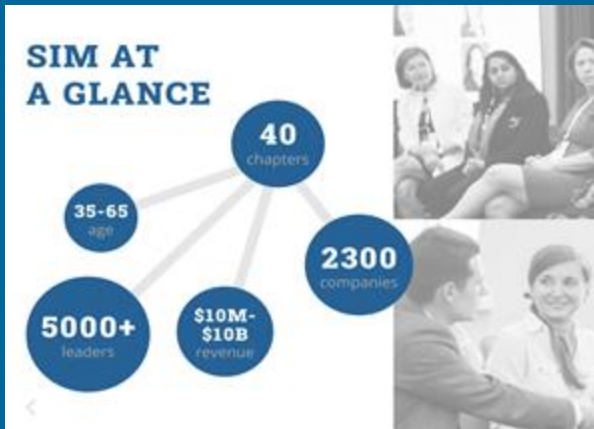 SIM AT
A GLANCE
40
chapters
35-65
age
2300
companies
5000+
leaders
$10M-
$10B
revenue